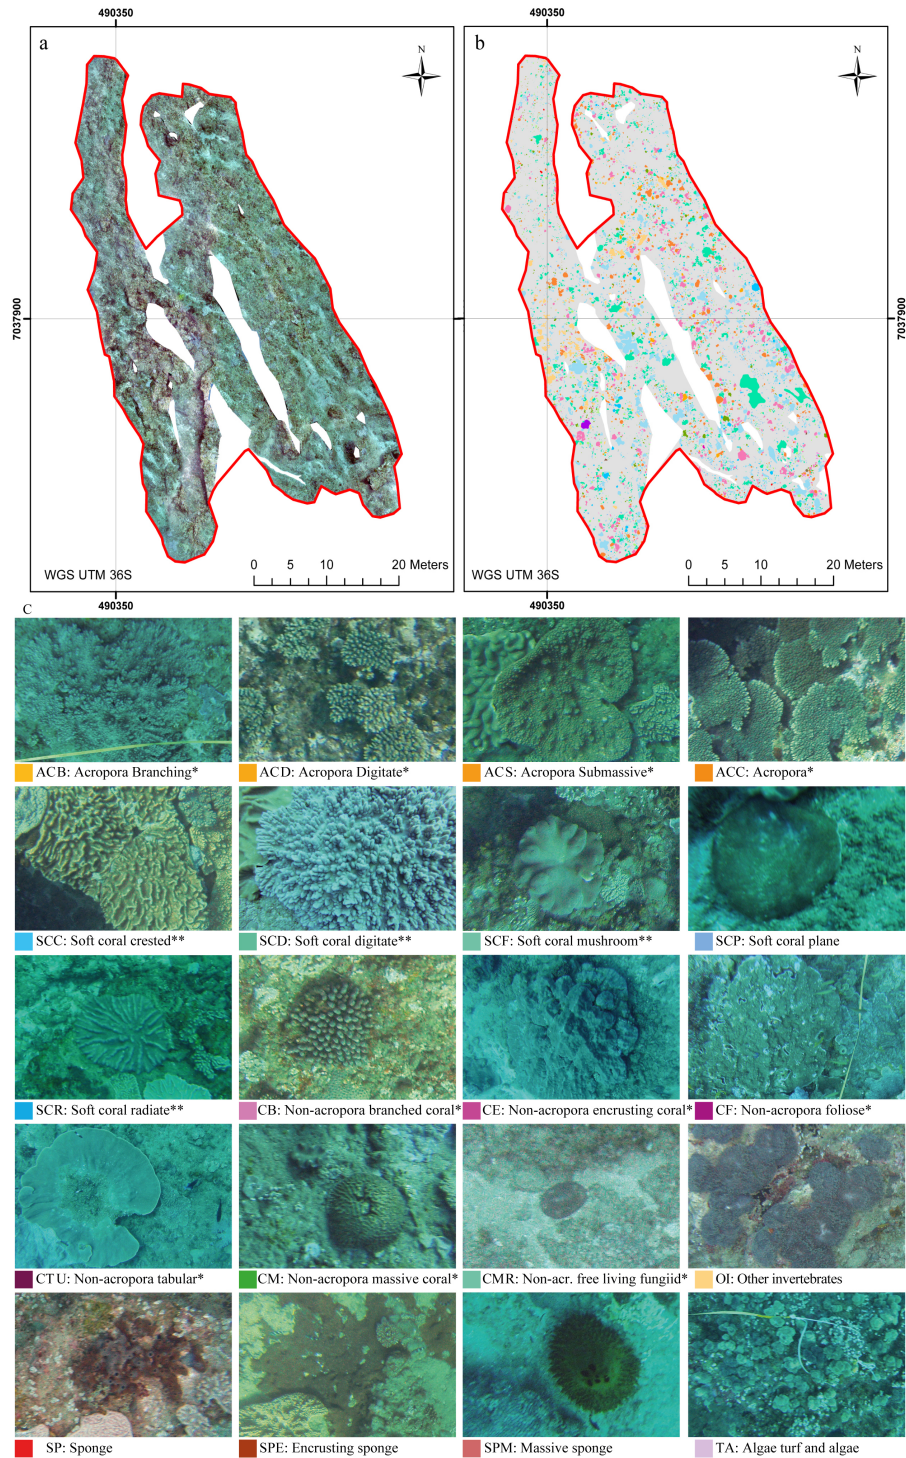 490350
490350
a
N
b
N
7037900
7037900
WGS UTM 36S
0 5 10 20 Meters
WGS UTM 36S
0 5 10 20 Meters
490350
490350
C
ACB: Acropora Branching*
ACD: Acropora Digitate*
ACS: Acropora Submassive*
ACC: Acropora*
SCC: Soft coral crested**
SCD: Soft coral digitate**
SCF: Soft coral mushroom**
SCP: Soft coral plane
SCR: Soft coral radiate**
CB: Non-acropora branched coral*
CE: Non-acropora encrusting coral*
CF: Non-acropora foliose*
CTU: Non-acropora tabular*
CM: Non-acropora massive coral*
CMR: Non-acr. free living fungiid*
OI: Other invertebrates
SP: Sponge
SPE: Encrusting sponge
SPM: Massive sponge
TA: Algae turf and algae